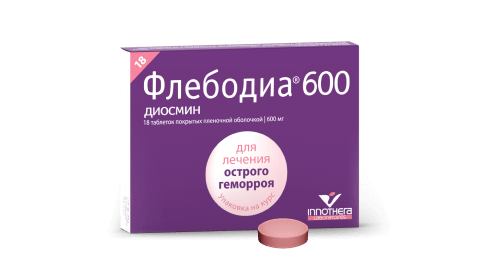 18
Флебодиа® 600
ДИОСМИН
18 таблеток покрытых пленочной оболочкой | 600 мг
для
лечения
острого
геморроя
упаковка на курс
INNOTHERA
LABORATOIRES